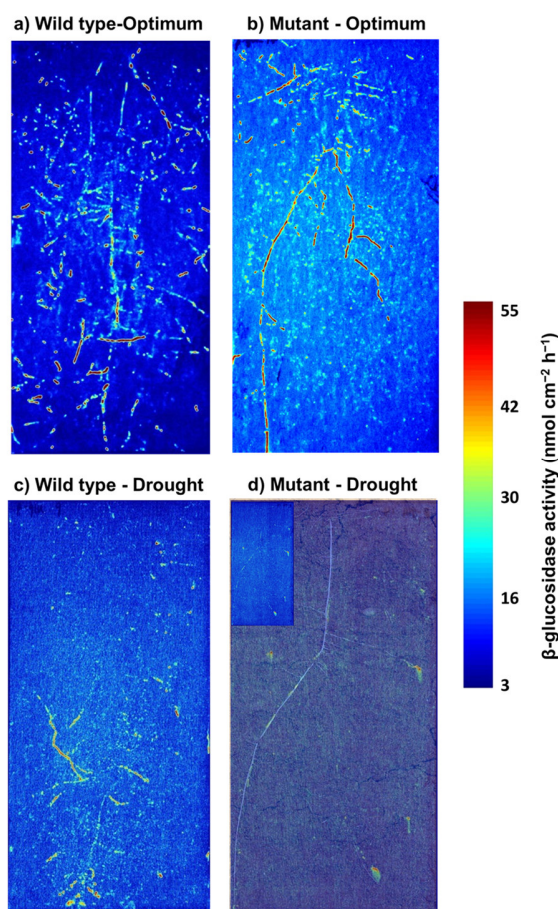 a) Wild type-Optimum
b) Mutant - Optimum
55
42
30
16
3
β-glucosidase activity (nmol cm⁻² h⁻¹)
c) Wild type - Drought
d) Mutant - Drought